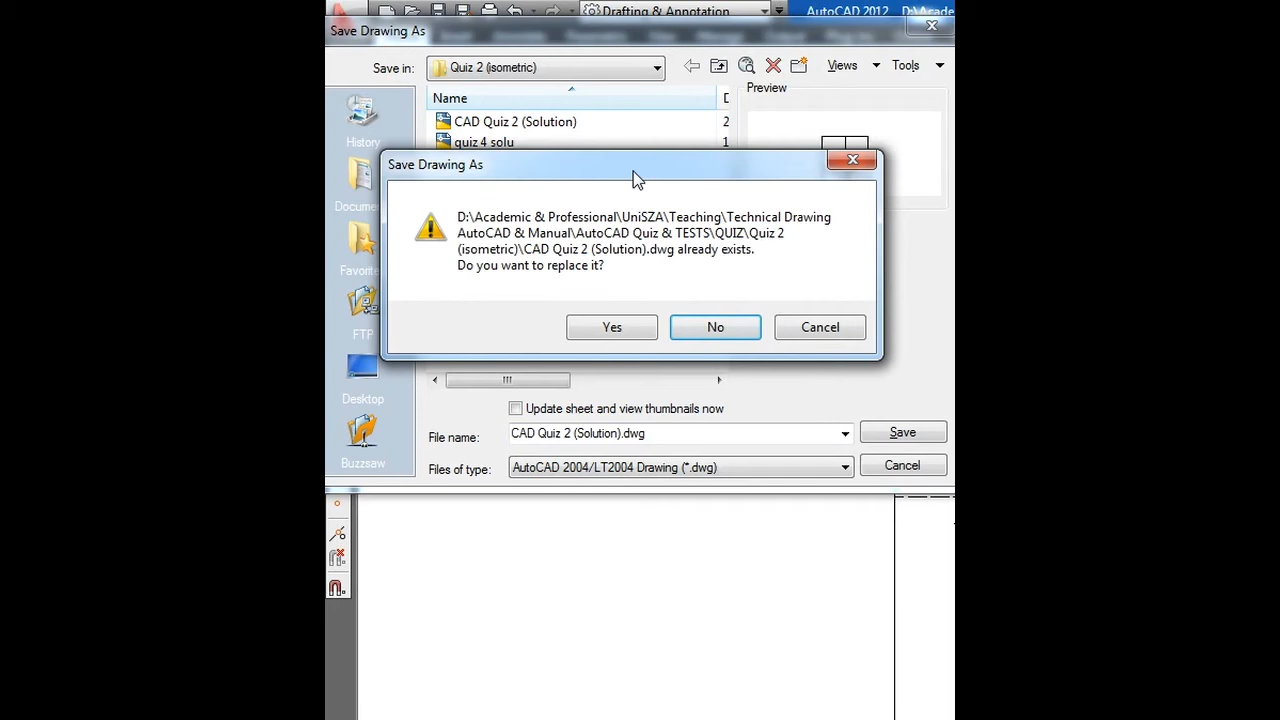 Drafting & Annotation
AutoCAD 2012
Save Drawing As
Save in:
Quiz 2 (isometric)
Views
Tools
Name
D
Preview
CAD Quiz 2 (Solution)
2
quiz 4 solu
1
History
Save Drawing As
D:\Academic & Professional\UniSZA\Teaching\Technical Drawing
AutoCAD & Manual\AutoCAD Quiz & TESTS\QUIZ\Quiz 2
(isometric)\CAD Quiz 2 (Solution).dwg already exists.
Do you want to replace it?
Yes
No
Cancel
Docume
Favorite
FTP
Desktop
Buzzsaw
Update sheet and view thumbnails now
File name:
CAD Quiz 2 (Solution).dwg
Save
Files of type:
AutoCAD 2004/LT2004 Drawing (*.dwg)
Cancel